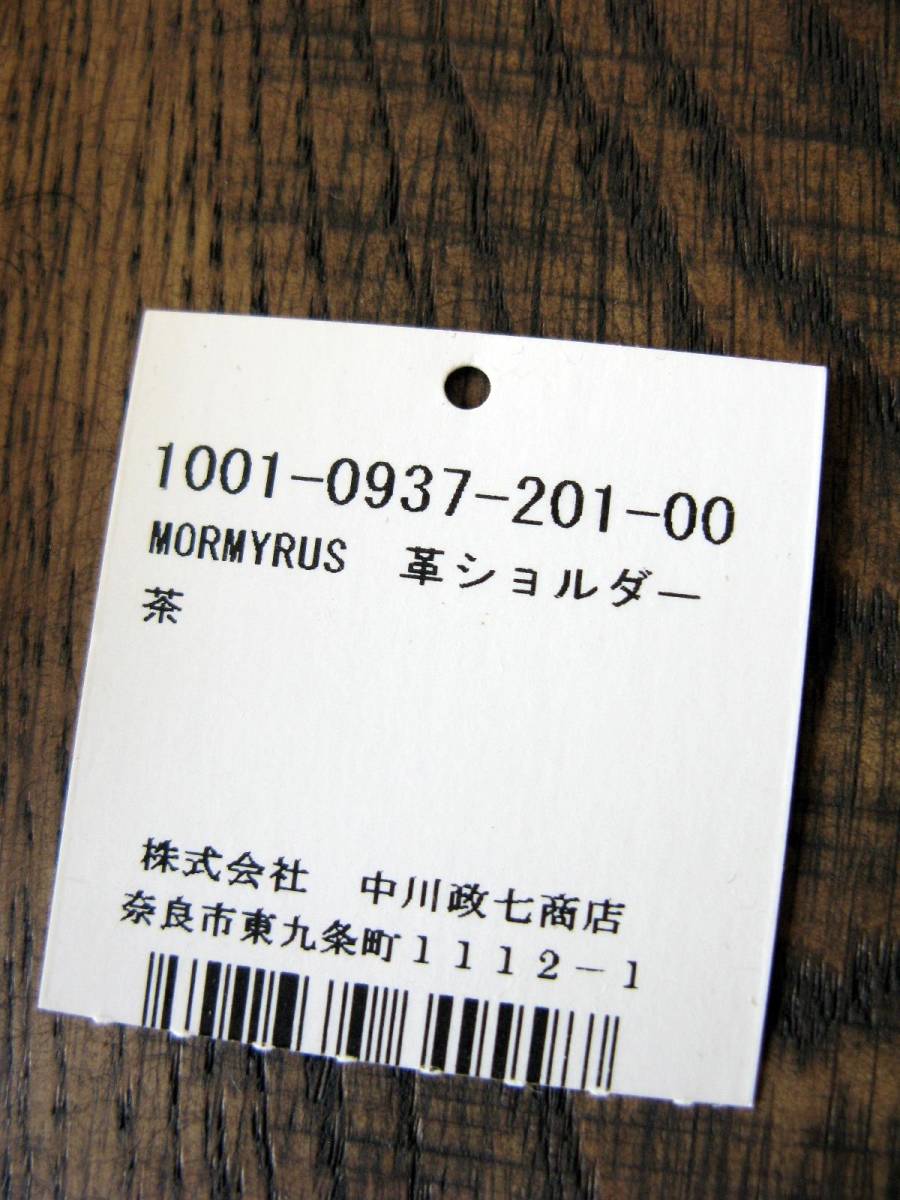 1001-0937-201-00
MORMYRUS　革ショルダー
茶
株式会社　中川政七商店
奈良市東九条町１１１２－１